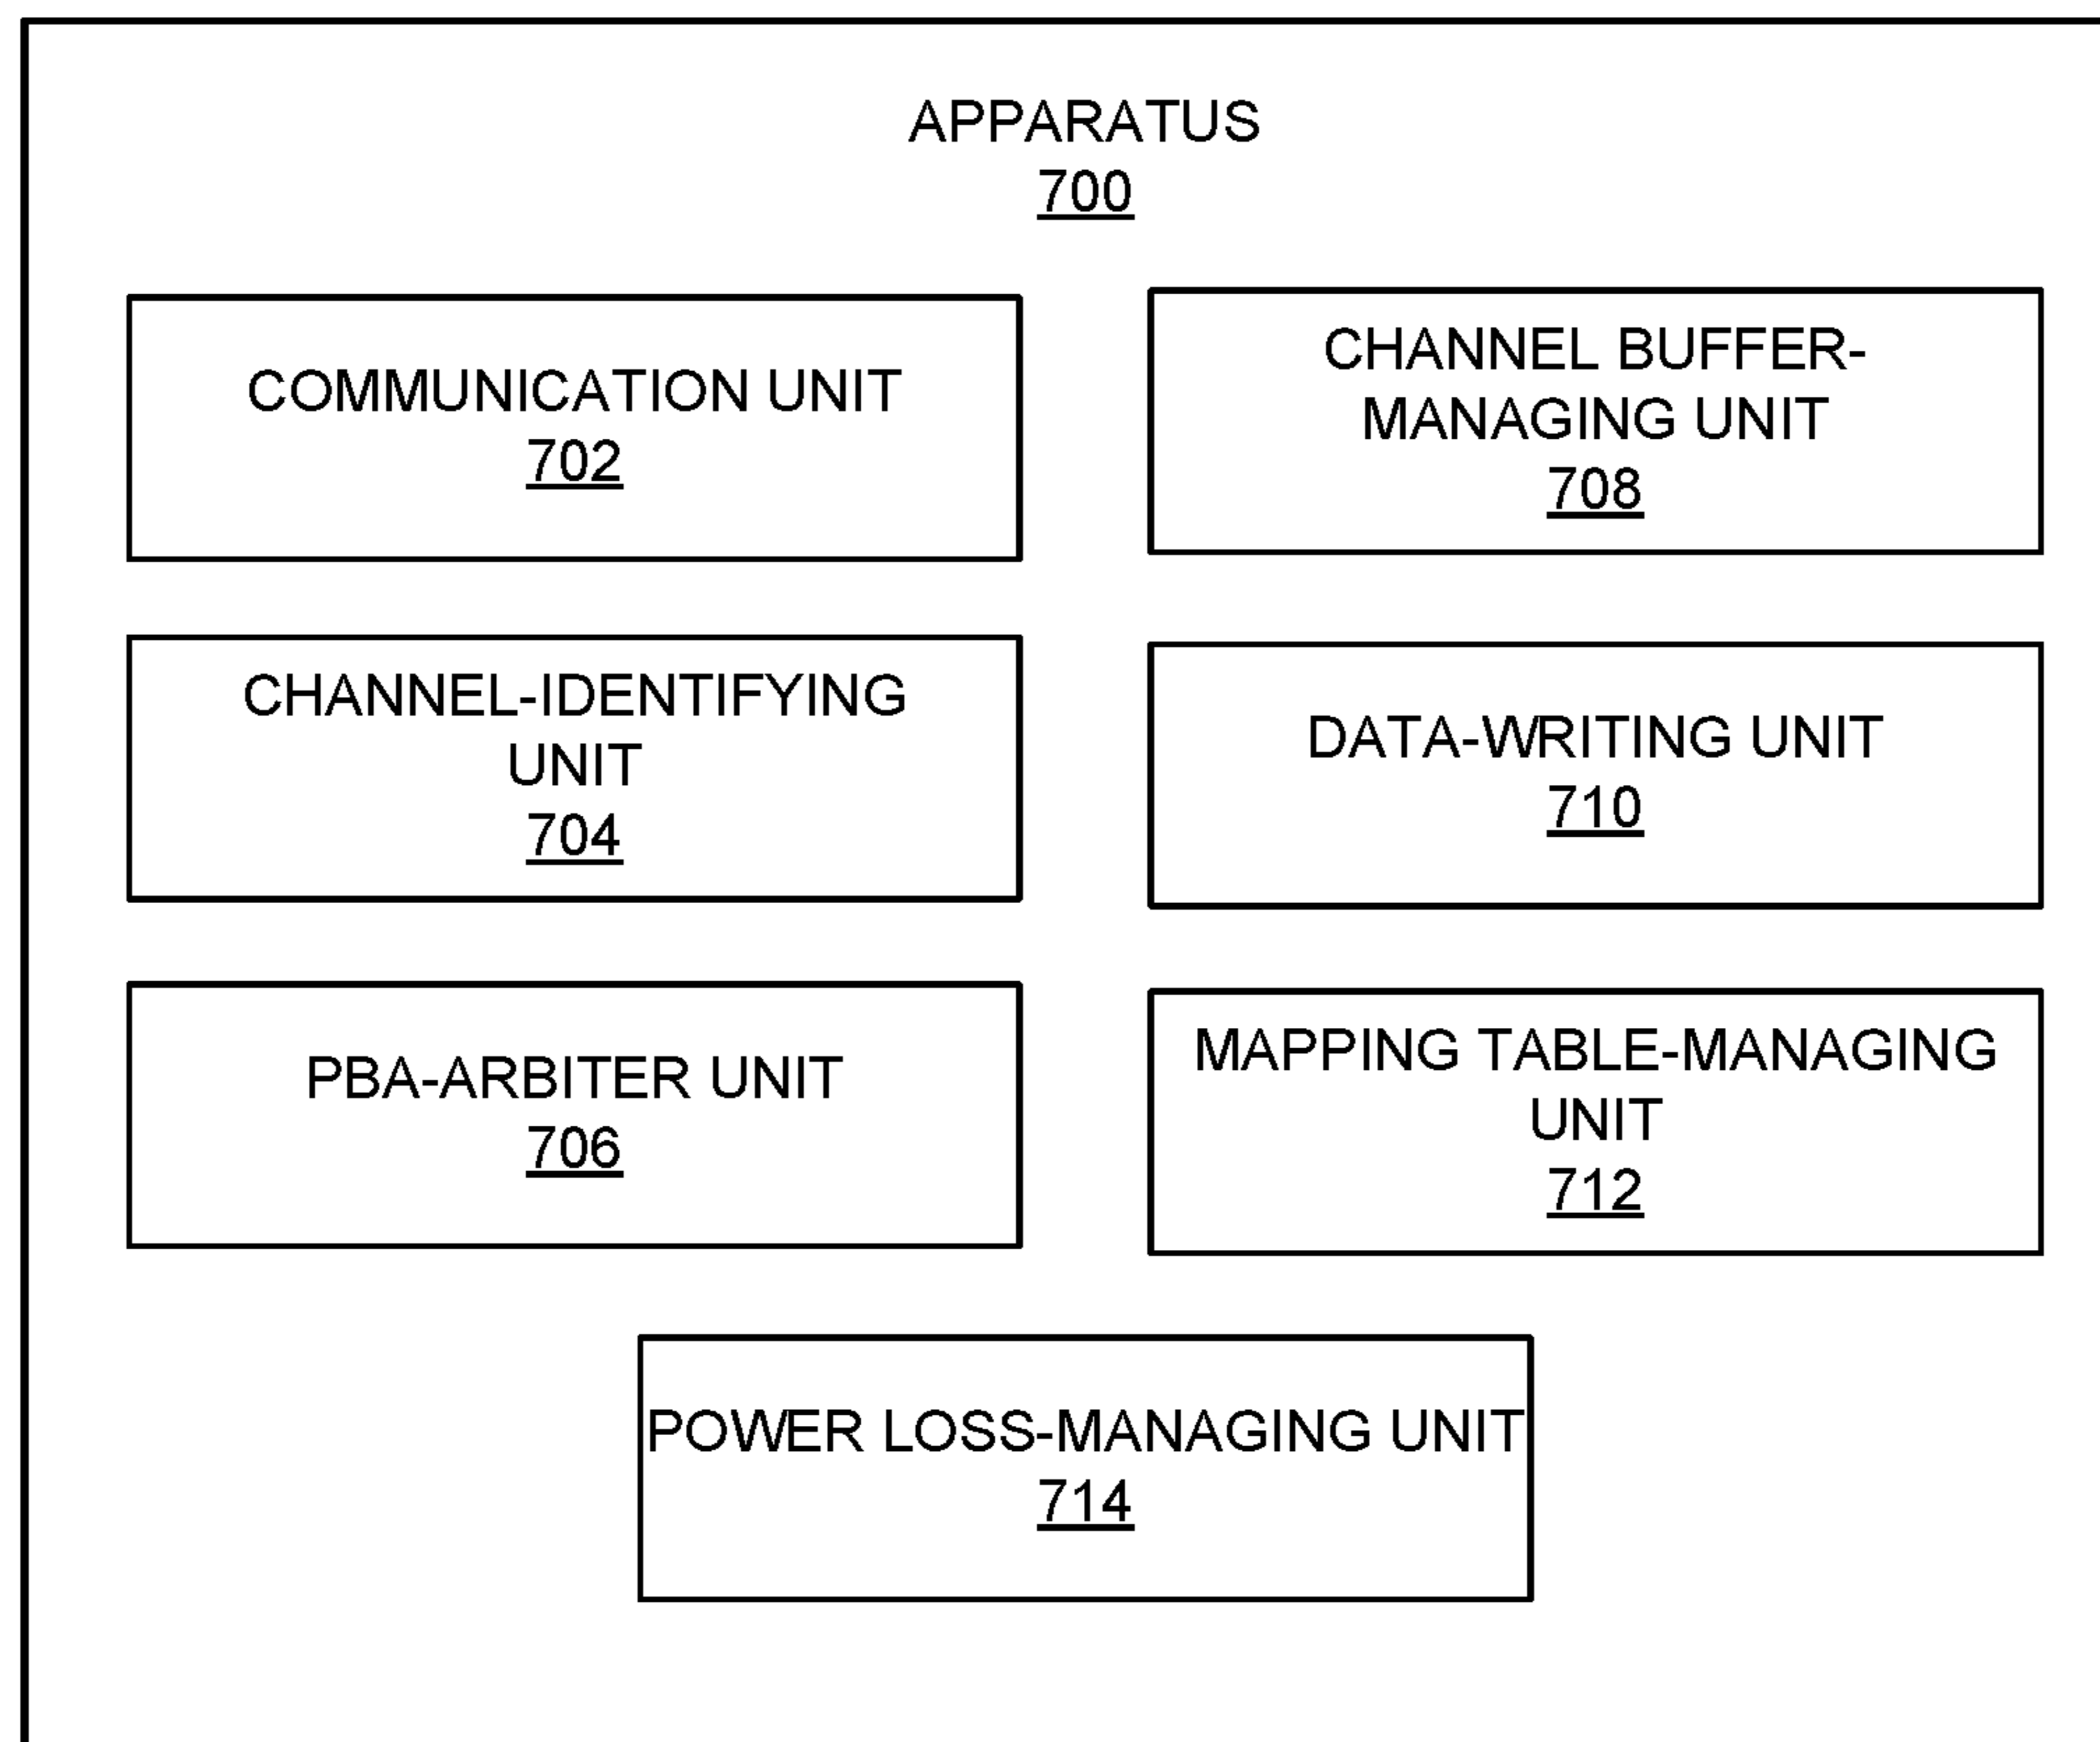 APPARATUS
700
COMMUNICATION UNIT
702
CHANNEL BUFFER-
MANAGING UNIT
708
CHANNEL-IDENTIFYING
UNIT
704
DATA-WRITING UNIT
710
PBA-ARBITER UNIT
706
MAPPING TABLE-MANAGING
UNIT
712
POWER LOSS-MANAGING UNIT
714